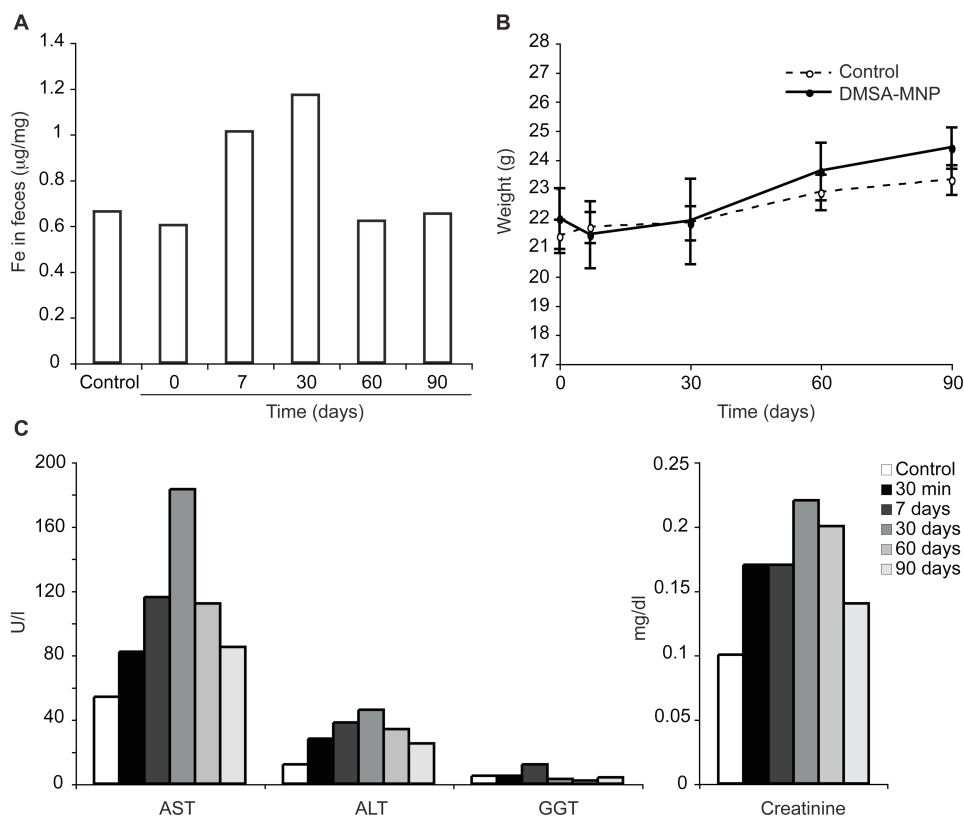 A
Fe in feces (µg/mg)
1.4
1.2
1
0.8
0.6
0.4
0.2
0
Control 0 7 30 60 90
Time (days)
B
Weight (g)
28
27
26
25
24
23
22
21
20
19
18
17
0 30 60 90
Time (days)
Control
DMSA-MNP
C
U/l
200
160
120
80
40
0
AST ALT GGT
mg/dl
0.25
0.2
0.15
0.1
0.05
0
Creatinine
Control
30 min
7 days
30 days
60 days
90 days